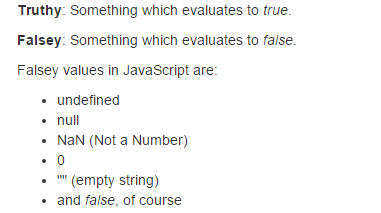 Truthy: Something which evaluates to true.
Falsey: Something which evaluates to false.
Falsey values in JavaScript are:
• undefined
• null
• NaN (Not a Number)
• 0
• "" (empty string)
• and false, of course